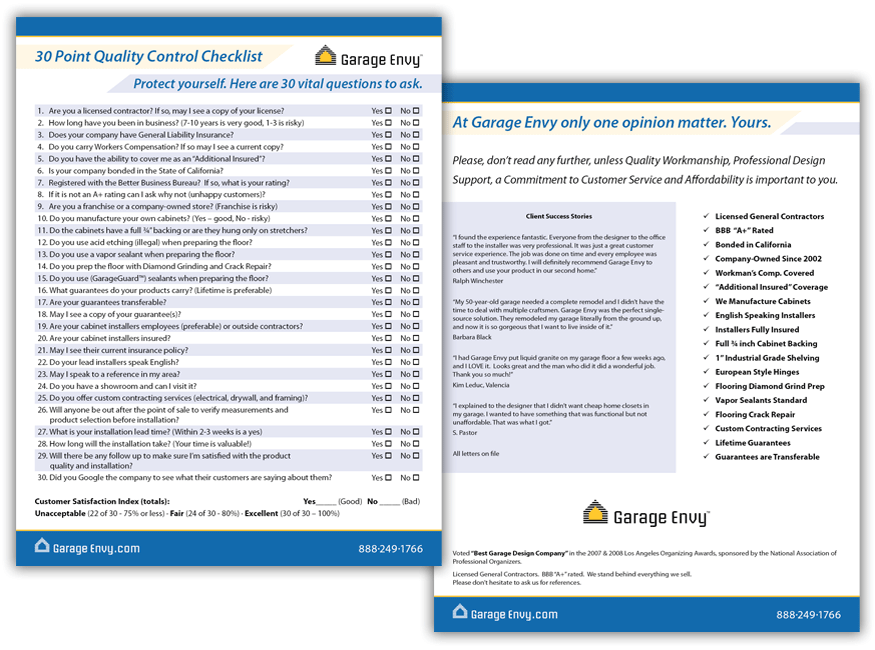 30 Point Quality Control Checklist
Garage Envy™
Protect yourself. Here are 30 vital questions to ask.
1. Are you a licensed contractor? If so, may I see a copy of your license? Yes No
2. How long have you been in business? (7-10 years is very good, 1-3 is risky) Yes No
3. Does your company have General Liability Insurance? Yes No
4. Do you carry Workers Compensation? If so may I see a current copy? Yes No
5. Do you have the ability to cover me as an "Additional Insured"? Yes No
6. Is your company bonded in the State of California? Yes No
7. Registered with the Better Business Bureau? If so, what is your rating? Yes No
8. If it is not an A+ rating can I ask why not (unhappy customers)? Yes No
9. Are you a franchise or a company-owned store? (Franchise is risky) Yes No
10. Do you manufacture your own cabinets? (Yes – good, No - risky) Yes No
11. Do the cabinets have a full ¾" backing or are they hung only on stretchers? Yes No
12. Do you use acid etching (illegal) when preparing the floor? Yes No
13. Do you use a vapor sealant when preparing the floor? Yes No
14. Do you prep the floor with Diamond Grinding and Crack Repair? Yes No
15. Do you use (GarageGuard™) sealants when preparing the floor? Yes No
16. What guarantees do your products carry? (Lifetime is preferable) Yes No
17. Are your guarantees transferable? Yes No
18. May I see a copy of your guarantee(s)? Yes No
19. Are your cabinet installers employees (preferable) or outside contractors? Yes No
20. Are your cabinet installers insured? Yes No
21. May I see their current insurance policy? Yes No
22. Do your lead installers speak English? Yes No
23. May I speak to a reference in my area? Yes No
24. Do you have a showroom and can I visit it? Yes No
25. Do you offer custom contracting services (electrical, drywall, and framing)? Yes No
26. Will anyone be out after the point of sale to verify measurements and Yes No
product selection before installation?
27. What is your installation lead time? (Within 2-3 weeks is a yes) Yes No
28. How long will the installation take? (Your time is valuable!) Yes No
29. Will there be any follow up to make sure I'm satisfied with the product Yes No
quality and installation?
30. Did you Google the company to see what their customers are saying about them? Yes No
Customer Satisfaction Index (totals): Yes_____ (Good) No _____ (Bad)
Unacceptable (22 of 30 - 75% or less) · Fair (24 of 30 - 80%) · Excellent (30 of 30 – 100%)
Garage Envy.com 888·249·1766
At Garage Envy only one opinion matter. Yours.
Please, don't read any further, unless Quality Workmanship, Professional Design
Support, a Commitment to Customer Service and Affordability is important to you.
Client Success Stories
"I found the experience fantastic. Everyone from the designer to the office
staff to the installer was very professional. It was just a great customer
service experience. The job was done on time and every employee was
pleasant and trustworthy. I will definitely recommend Garage Envy to
others and use your product in our second home."
Ralph Winchester
"My 50-year-old garage needed a complete remodel and I didn't have the
time to deal with multiple craftsmen. Garage Envy was the perfect single-
source solution. They remodeled my garage literally from the ground up,
and now it is so gorgeous that I want to live inside of it."
Barbara Black
"I had Garage Envy put liquid granite on my garage floor a few weeks ago,
and I LOVE it. Looks great and the man who did it did a wonderful job.
Thank you so much!"
Kim Leduc, Valencia
"I explained to the designer that I didn't want cheap home closets in
my garage. I wanted to have something that was functional but not
unaffordable. That was what I got."
S. Pastor
All letters on file
✓ Licensed General Contractors
✓ BBB "A+" Rated
✓ Bonded in California
✓ Company-Owned Since 2002
✓ Workman's Comp. Covered
✓ "Additional Insured" Coverage
✓ We Manufacture Cabinets
✓ English Speaking Installers
✓ Installers Fully Insured
✓ Full ¾ inch Cabinet Backing
✓ 1" Industrial Grade Shelving
✓ European Style Hinges
✓ Flooring Diamond Grind Prep
✓ Vapor Sealants Standard
✓ Flooring Crack Repair
✓ Custom Contracting Services
✓ Lifetime Guarantees
✓ Guarantees are Transferable
Garage Envy™
Voted "Best Garage Design Company" in the 2007 & 2008 Los Angeles Organizing Awards, sponsored by the National Association of
Professional Organizers.
Licensed General Contractors. BBB "A+" rated. We stand behind everything we sell.
Please don't hesitate to ask us for references.
Garage Envy.com 888·249·1766